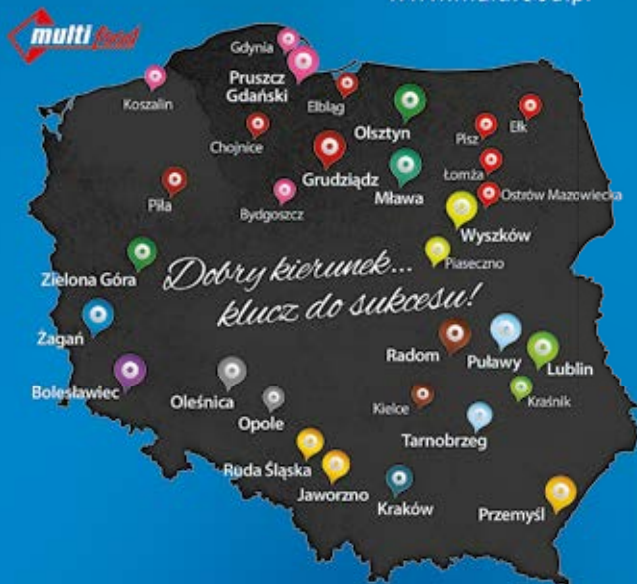 multi food
Gdynia
Pruszcz
Gdański
Koszalin
Elbląg
Olsztyn
Ełk
Pisz
Chojnice
Grudziądz
Łomża
Mława
Ostrów Mazowiecka
Piła
Bydgoszcz
Wyszków
Piaseczno
Zielona Góra
Dobry kierunek...
klucz do sukcesu!
Żagań
Radom
Puławy
Lublin
Bolesławiec
Oleśnica
Opole
Kielce
Kraśnik
Tarnobrzeg
Ruda Śląska
Jaworzno
Kraków
Przemyśl